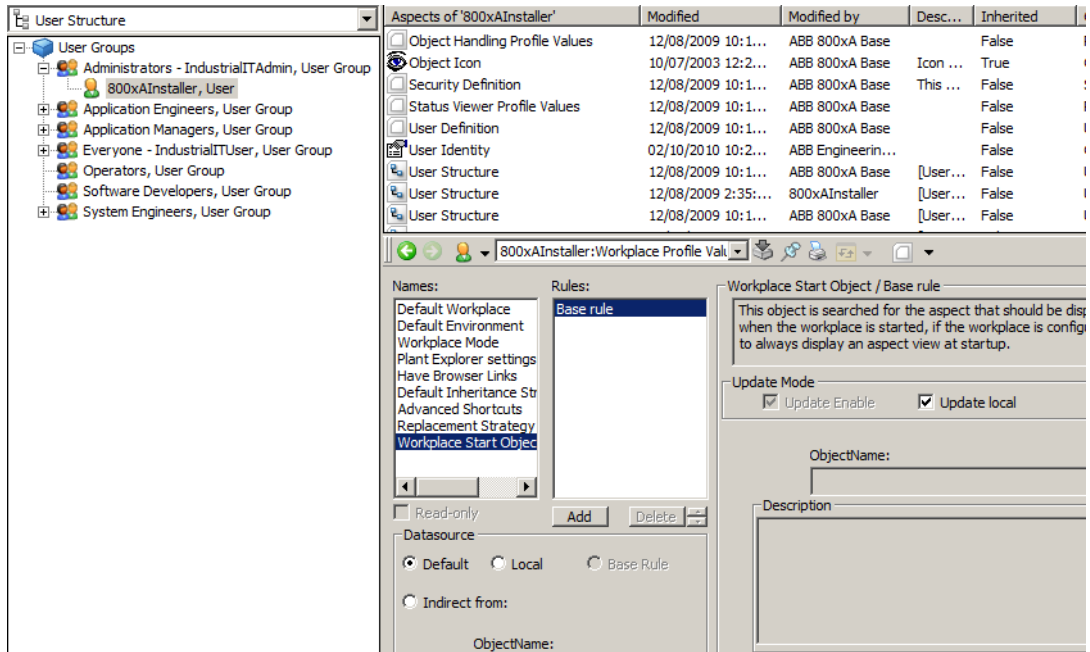 User Structure
User Groups
Administrators - IndustrialITAdmin, User Group
800xAInstaller, User
Application Engineers, User Group
Application Managers, User Group
Everyone - IndustrialITUser, User Group
Operators, User Group
Software Developers, User Group
System Engineers, User Group
Aspects of '800xAInstaller' Modified Modified by Desc... Inherited
Object Handling Profile Values 12/08/2009 10:1... ABB 800xA Base False
Object Icon 10/07/2003 12:2... ABB 800xA Base Icon ... True
Security Definition 12/08/2009 10:1... ABB 800xA Base This ... False
Status Viewer Profile Values 12/08/2009 10:1... ABB 800xA Base False
User Definition 12/08/2009 10:1... ABB 800xA Base False
User Identity 02/10/2010 10:2... ABB Engineerin... False
User Structure 12/08/2009 10:1... ABB 800xA Base [User... False
User Structure 12/08/2009 2:35:... 800xAInstaller [User... False
User Structure 12/08/2009 10:1... ABB 800xA Base [User... False
800xAInstaller:Workplace Profile Valu
Names:
Default Workplace
Default Environment
Workplace Mode
Plant Explorer settings
Have Browser Links
Default Inheritance Str
Advanced Shortcuts
Replacement Strategy
Workplace Start Objec
Read-only
Rules:
Base rule
Add Delete
Datasource
Default Local Base Rule
Indirect from:
ObjectName:
Workplace Start Object / Base rule
This object is searched for the aspect that should be disp
when the workplace is started, if the workplace is configu
to always display an aspect view at startup.
Update Mode
Update Enable Update local
ObjectName:
Description